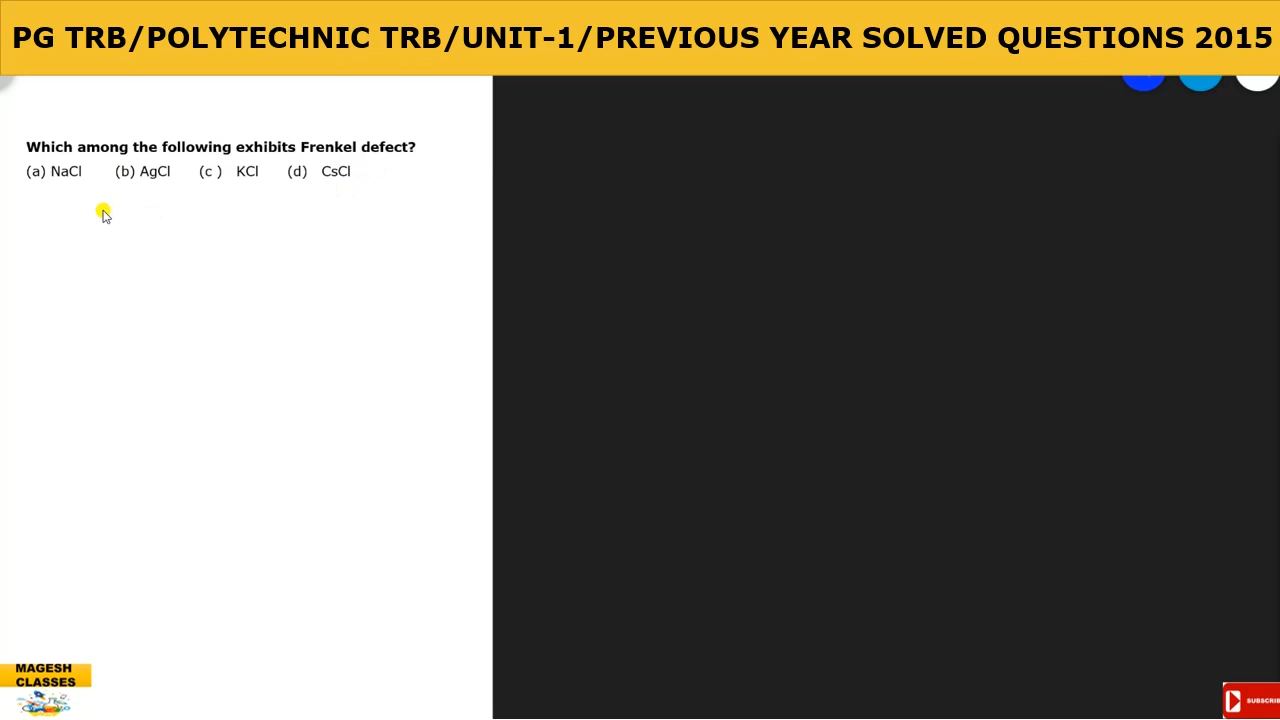 PG TRB/POLYTECHNIC TRB/UNIT-1/PREVIOUS YEAR SOLVED QUESTIONS 2015
Which among the following exhibits Frenkel defect?
(a) NaCl (b) AgCl (c ) KCl (d) CsCl
MAGESH
CLASSES